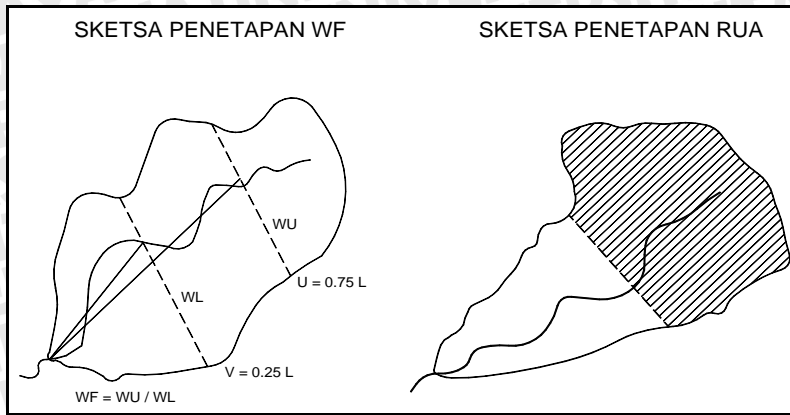 SKETSA PENETAPAN WF
SKETSA PENETAPAN RUA
WU
WL
U = 0.75 L
V = 0.25 L
WF = WU / WL